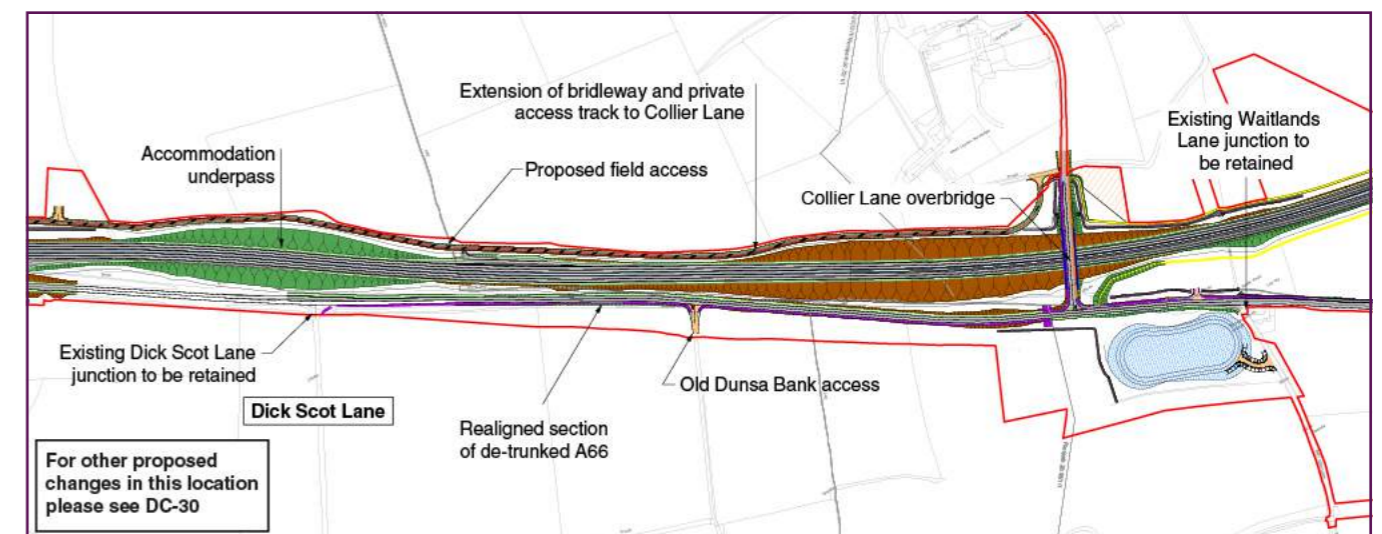 Extension of bridleway and private
access track to Collier Lane
Existing Waitlands
Lane junction to
be retained
Accommodation
underpass
Proposed field access
Collier Lane overbridge
Existing Dick Scot Lane
junction to be retained
Old Dunsa Bank access
Dick Scot Lane
Realigned section
of de-trunked A66
For other proposed
changes in this location
please see DC-30